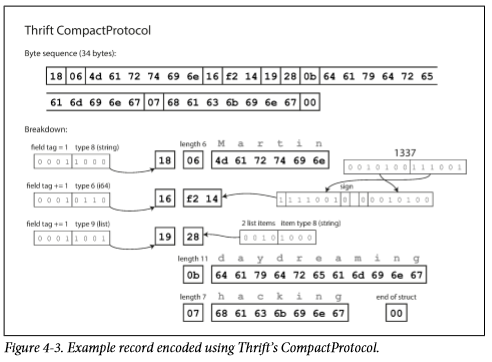 Thrift CompactProtocol
Byte sequence (34 bytes):
18 06 4d 61 72 74 69 6e 16 f2 14 19 28 0b 64 61 79 64 72 65
61 6d 69 6e 67 07 68 61 63 6b 69 6e 67 00
Breakdown:
field tag = 1 type 8 (string)
0 0 0 1 1 0 0 0
18
length 6
06
M a r t i n
4d 61 72 74 69 6e
1337
0 0 1 0 1 0 0 1 1 1 0 0 1
field tag += 1 type 6 (i64)
0 0 0 1 0 1 1 0
16 f2 14
sign
1 1 1 1 0 0 1 0 0 0 0 1 0 1 0 0
field tag += 1 type 9 (list)
0 0 0 1 1 0 0 1
19 28
2 list items item type 8 (string)
0 0 1 0 1 0 0 0
length 11
0b
d a y d r e a m i n g
64 61 79 64 72 65 61 6d 69 6e 67
length 7
07
h a c k i n g
68 61 63 6b 69 6e 67
end of struct
00
Figure 4-3. Example record encoded using Thrift's CompactProtocol.